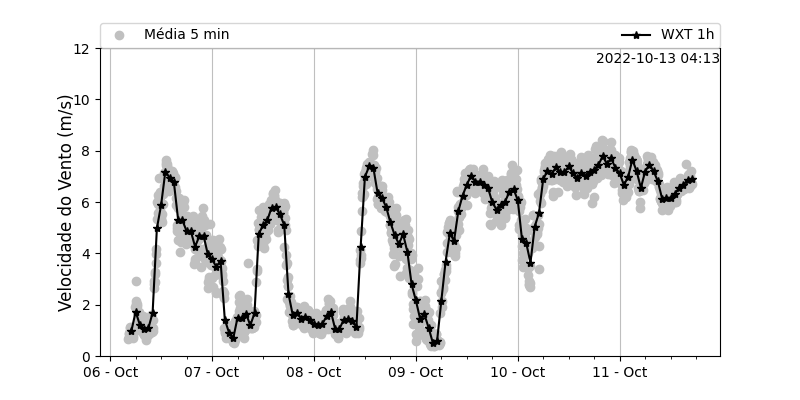 Média 5 min
WXT 1h
2022-10-13 04:13
Velocidade do Vento (m/s)
12
10
8
6
4
2
0
06 - Oct
07 - Oct
08 - Oct
09 - Oct
10 - Oct
11 - Oct